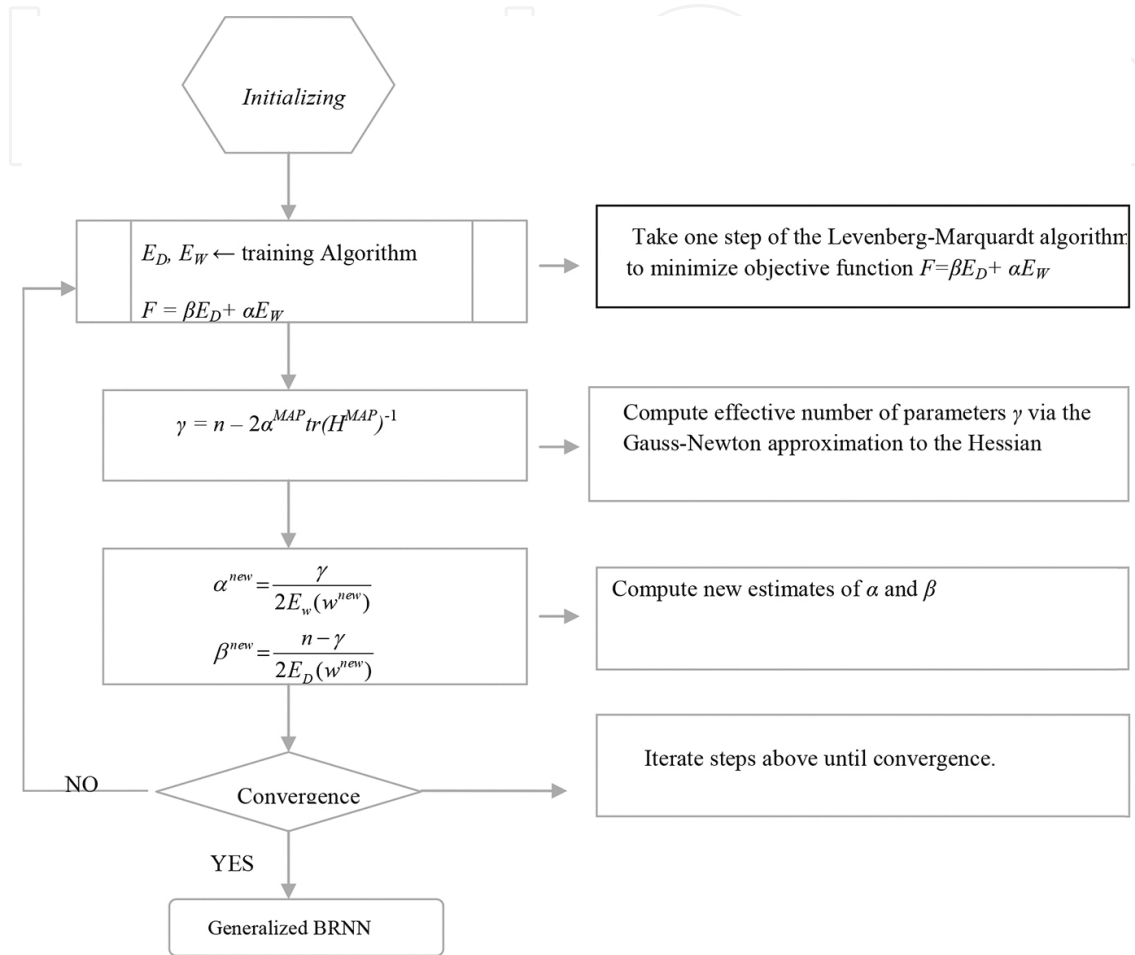 Initializing
E_D, E_W ← training Algorithm
F = βE_D+ αE_W
Take one step of the Levenberg-Marquardt algorithm
to minimize objective function F=βE_D+ αE_W
γ = n – 2α^MAP tr(H^MAP)^-1
Compute effective number of parameters γ via the
Gauss-Newton approximation to the Hessian
α^new = γ / 2E_w(w^new)
β^new = n − γ / 2E_D(w^new)
Compute new estimates of α and β
NO
Convergence
Iterate steps above until convergence.
YES
Generalized BRNN